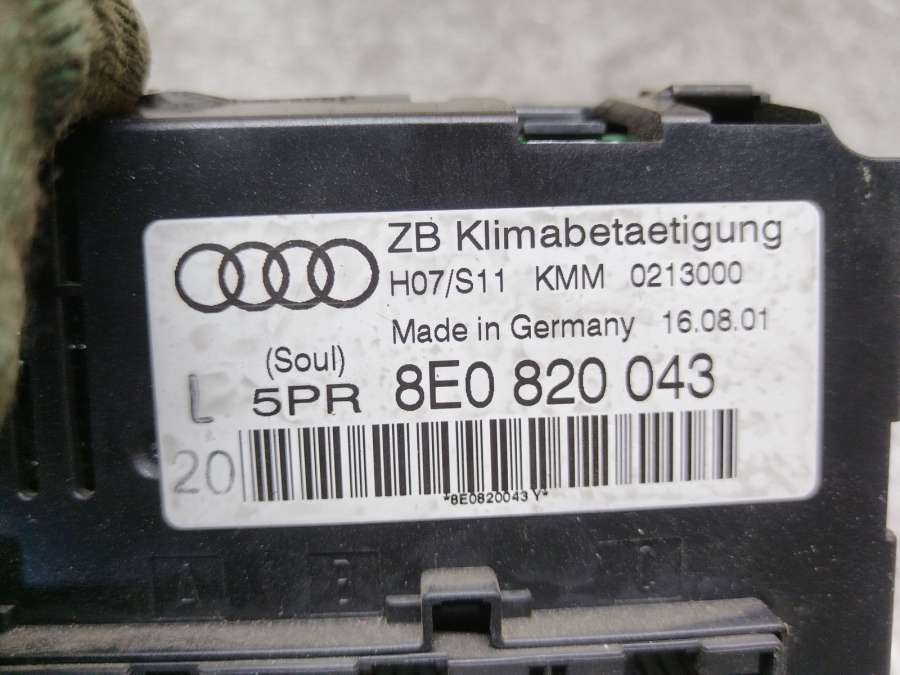 ZB Klimabetaetigung
H07/S11 KMM 0213000
Made in Germany 16.08.01
(Soul)
L 5PR 8E0 820 043
20
*8E0820043 Y*
A B C